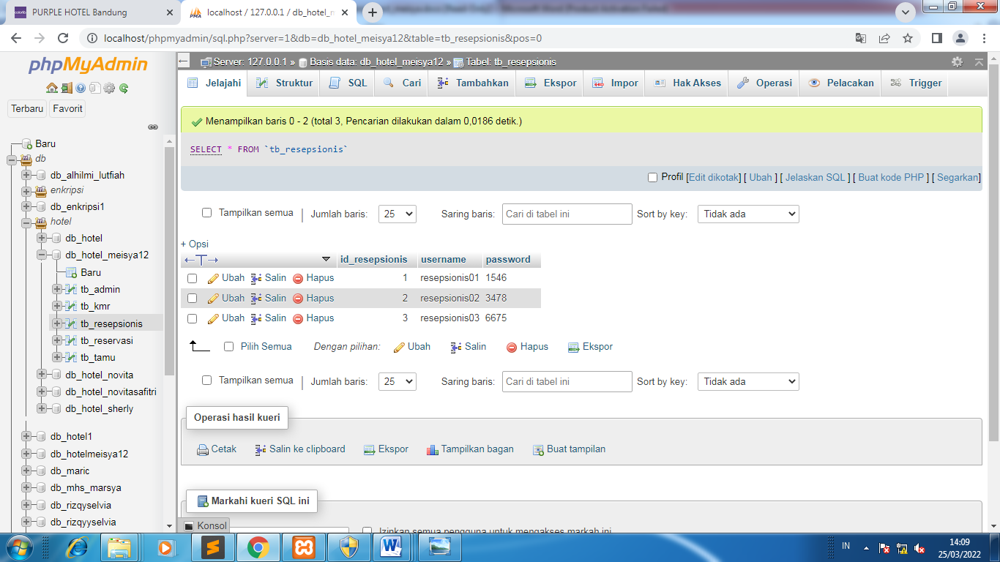 PURPLE HOTEL Bandung
localhost / 127.0.0.1 / db_hotel_m
localhost/phpmyadmin/sql.php?server=1&db=db_hotel_meisya12&table=tb_resepsionis&pos=0
phpMyAdmin
Terbaru Favorit
Baru
db
db_alhilmi_lutfiah
enkripsi
db_enkripsi1
hotel
db_hotel
db_hotel_meisya12
Baru
tb_admin
tb_kmr
tb_resepsionis
tb_reservasi
tb_tamu
db_hotel_novita
db_hotel_novitasafitri
db_hotel_sherly
db_hotel1
db_hotelmeisya12
db_maric
db_mhs_marsya
db_rizqyselvia
db_rizqyyselvia
Server: 127.0.0.1 » Basis data: db_hotel_meisya12 » Tabel: tb_resepsionis
Jelajahi Struktur SQL Cari Tambahkan Ekspor Impor Hak Akses Operasi Pelacakan Trigger
Menampilkan baris 0 - 2 (total 3, Pencarian dilakukan dalam 0,0186 detik.)
SELECT * FROM `tb_resepsionis`
Profil [Edit dikotak] [ Ubah ] [ Jelaskan SQL ] [ Buat kode PHP ] [ Segarkan]
Tampilkan semua | Jumlah baris: 25 Saring baris: Cari di tabel ini Sort by key: Tidak ada
+ Opsi
←T→ id_resepsionis username password
Ubah Salin Hapus 1 resepsionis01 1546
Ubah Salin Hapus 2 resepsionis02 3478
Ubah Salin Hapus 3 resepsionis03 6675
Pilih Semua Dengan pilihan: Ubah Salin Hapus Ekspor
Tampilkan semua | Jumlah baris: 25 Saring baris: Cari di tabel ini Sort by key: Tidak ada
Operasi hasil kueri
Cetak Salin ke clipboard Ekspor Tampilkan bagan Buat tampilan
Markahi kueri SQL ini
Konsol
Izinkan semua pengguna untuk mengakses markah ini
IN 14:09
25/03/2022